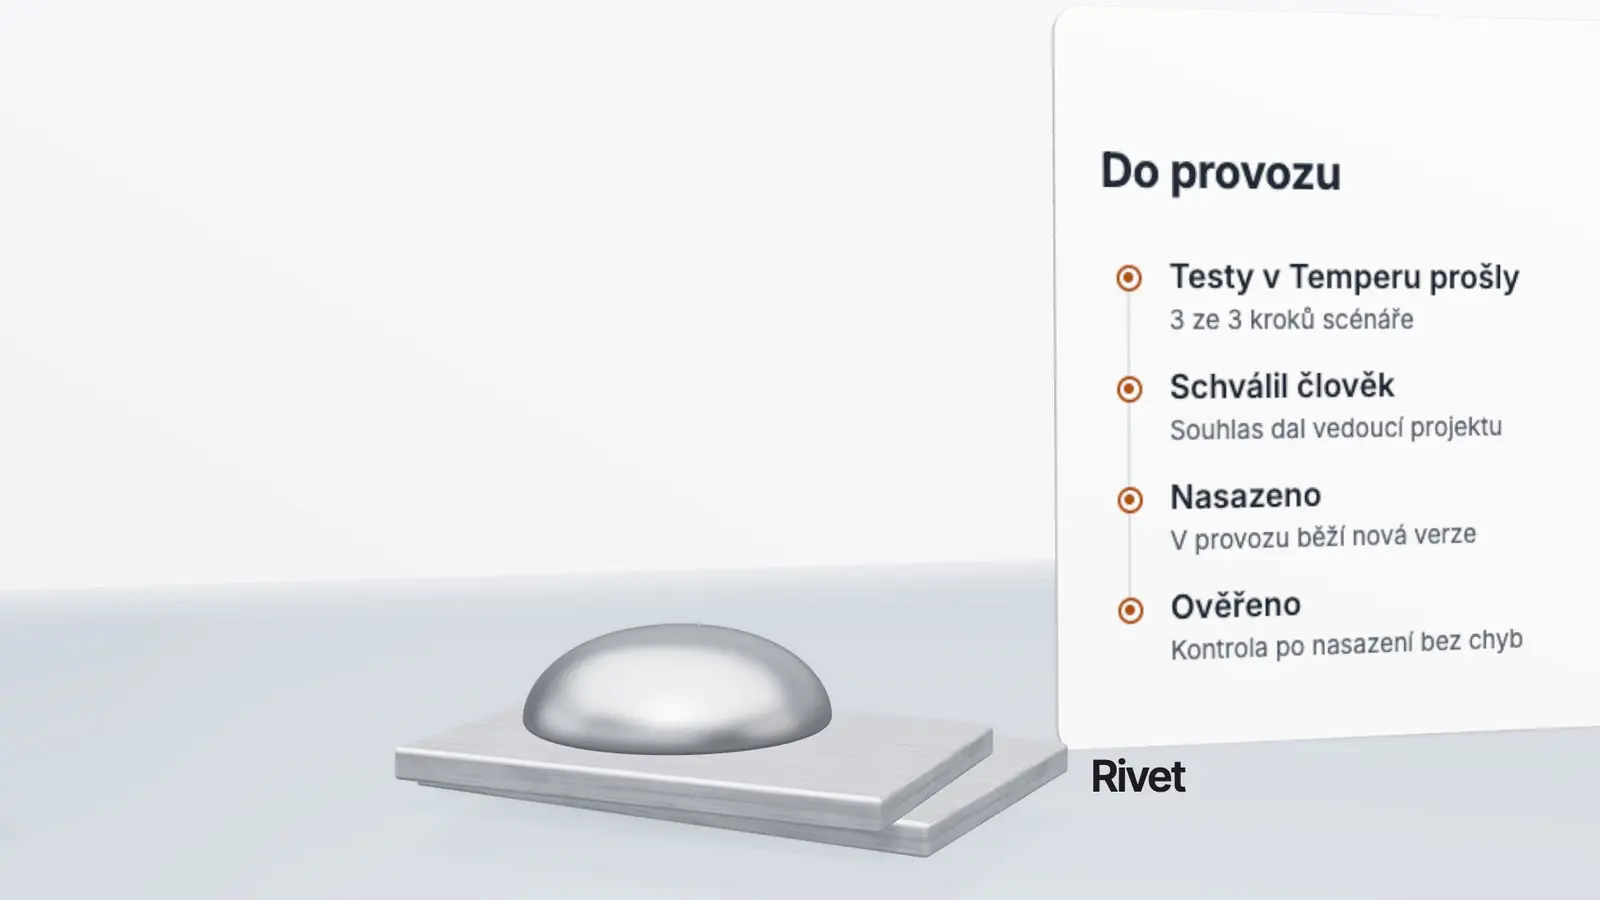 Do provozu
Testy v Temperu prošly
3 ze 3 kroků scénáře
Schválil člověk
Souhlas dal vedoucí projektu
Nasazeno
V provozu běží nová verze
Ověřeno
Kontrola po nasazení bez chyb
Rivet